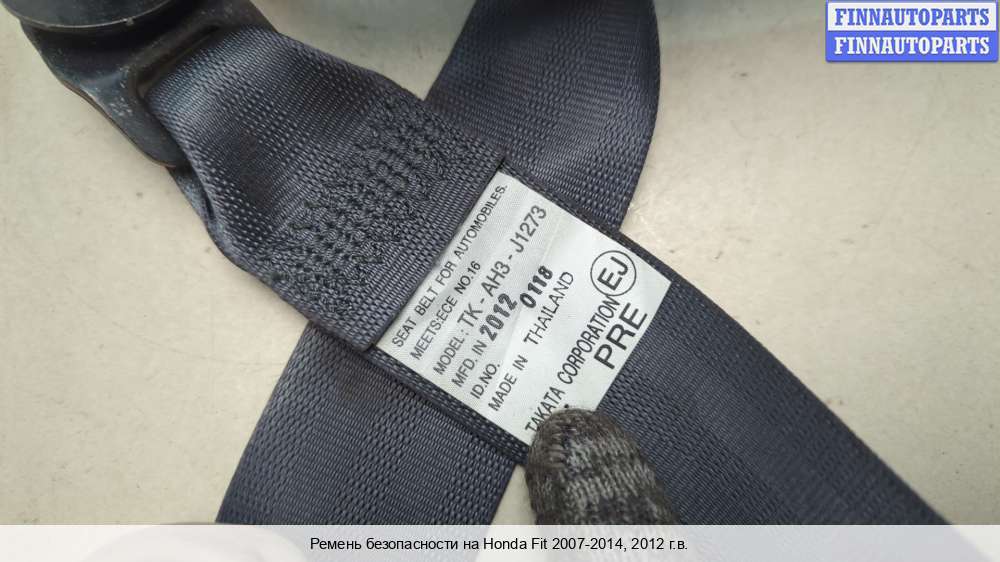 FINNAUTOPARTS
FINNAUTOPARTS
SEAT BELT FOR AUTOMOBILES.
MEETS:ECE NO.16
MODEL: TK - AH3 - J1273
MFD. IN 2012
ID.NO. 0118
MADE IN THAILAND
TAKATA CORPORATION EJ
PRE
Ремень безопасности на Honda Fit 2007-2014, 2012 г.в.